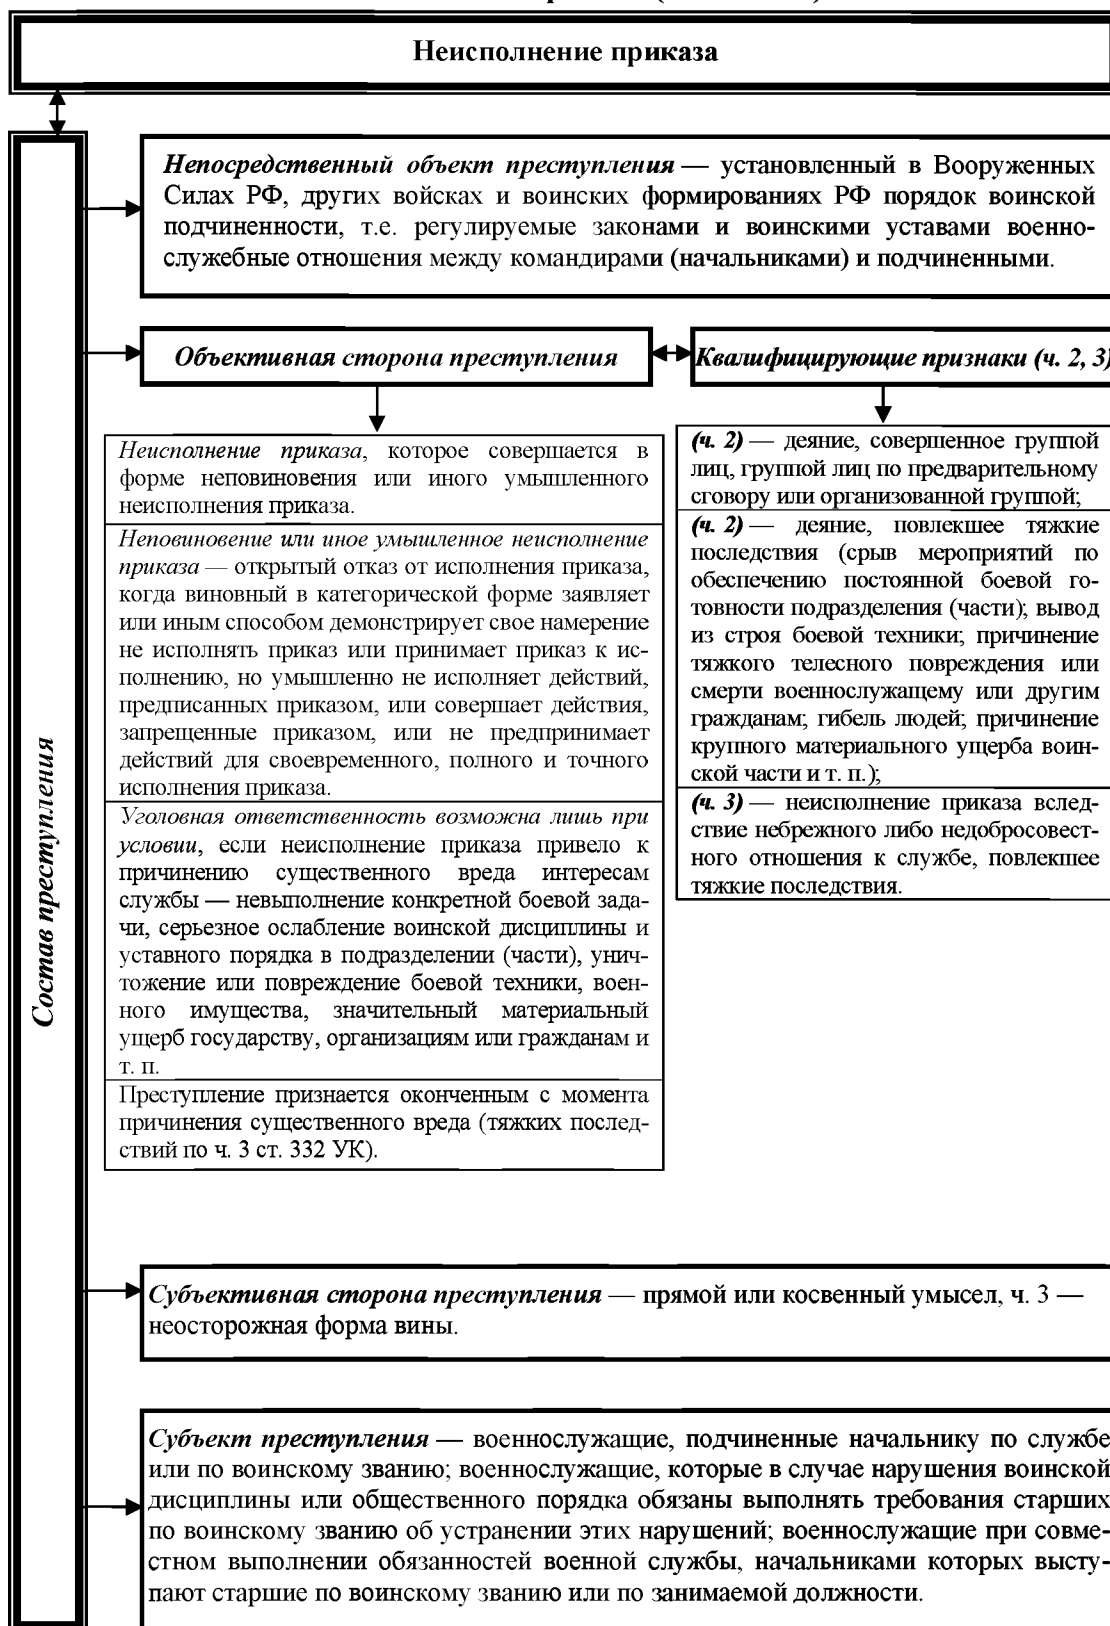 Неисполнение приказа
Непосредственный объект преступления — установленный в Вооруженных
Силах РФ, других войсках и воинских формированиях РФ порядок воинской
подчиненности, т.е. регулируемые законами и воинскими уставами военно-
служебные отношения между командирами (начальниками) и подчиненными.
Объективная сторона преступления
Квалифицирующие признаки (ч. 2, 3)
Неисполнение приказа, которое совершается в
форме неповиновения или иного умышленного
неисполнения приказа.
Неповиновение или иное умышленное неисполнение
приказа — открытый отказ от исполнения приказа,
когда виновный в категорической форме заявляет
или иным способом демонстрирует свое намерение
не исполнять приказ или принимает приказ к ис-
полнению, но умышленно не исполняет действий,
предписанных приказом, или совершает действия,
запрещенные приказом, или не предпринимает
действий для своевременного, полного и точного
исполнения приказа.
Уголовная ответственность возможна лишь при
условии, если неисполнение приказа привело к
причинению существенного вреда интересам
службы — невыполнение конкретной боевой зада-
чи, серьезное ослабление воинской дисциплины и
уставного порядка в подразделении (части), унич-
тожение или повреждение боевой техники, воен-
ного имущества, значительный материальный
ущерб государству, организациям или гражданам и
т. п.
Преступление признается оконченным с момента
причинения существенного вреда (тяжких послед-
ствий по ч. 3 ст. 332 УК).
(ч. 2) — деяние, совершенное группой
лиц, группой лиц по предварительному
сговору или организованной группой;
(ч. 2) — деяние, повлекшее тяжкие
последствия (срыв мероприятий по
обеспечению постоянной боевой го-
товности подразделения (части); вывод
из строя боевой техники; причинение
тяжкого телесного повреждения или
смерти военнослужащему или другим
гражданам; гибель людей; причинение
крупного материального ущерба воин-
ской части и т. п.);
(ч. 3) — неисполнение приказа вслед-
ствие небрежного либо недобросовест-
ного отношения к службе, повлекшее
тяжкие последствия.
Состав преступления
Субъективная сторона преступления — прямой или косвенный умысел, ч. 3 —
неосторожная форма вины.
Субъект преступления — военнослужащие, подчиненные начальнику по службе
или по воинскому званию; военнослужащие, которые в случае нарушения воинской
дисциплины или общественного порядка обязаны выполнять требования старших
по воинскому званию об устранении этих нарушений; военнослужащие при совме-
стном выполнении обязанностей военной службы, начальниками которых высту-
пают старшие по воинскому званию или по занимаемой должности.